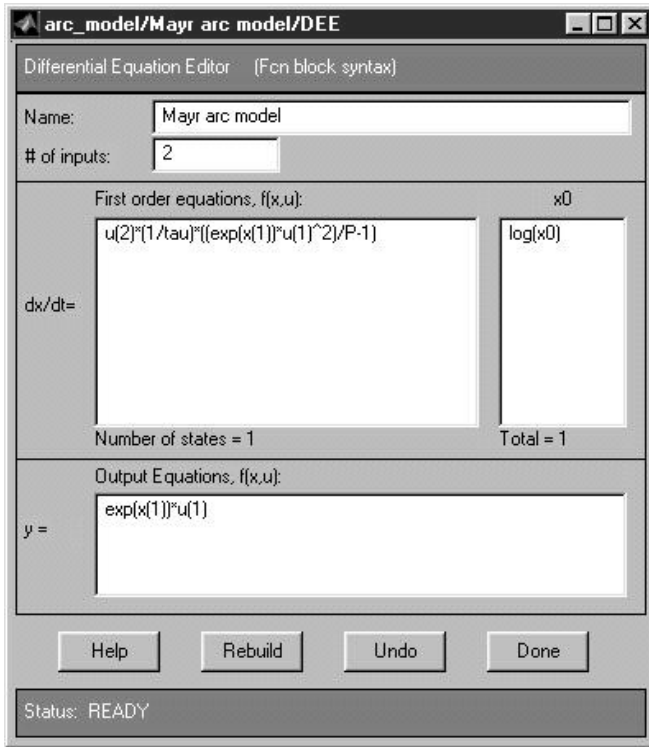 arc_model/Mayr arc model/DEE
Differential Equation Editor (Fcn block syntax)
Name: Mayr arc model
# of inputs: 2
First order equations, f(x,u): x0
dx/dt= u(2)*(1/tau)*((exp(x(1))*u(1)^2)/P-1) log(x0)
Number of states = 1 Total = 1
Output Equations, f(x,u):
y = exp(x(1))*u(1)
Help Rebuild Undo Done
Status: READY